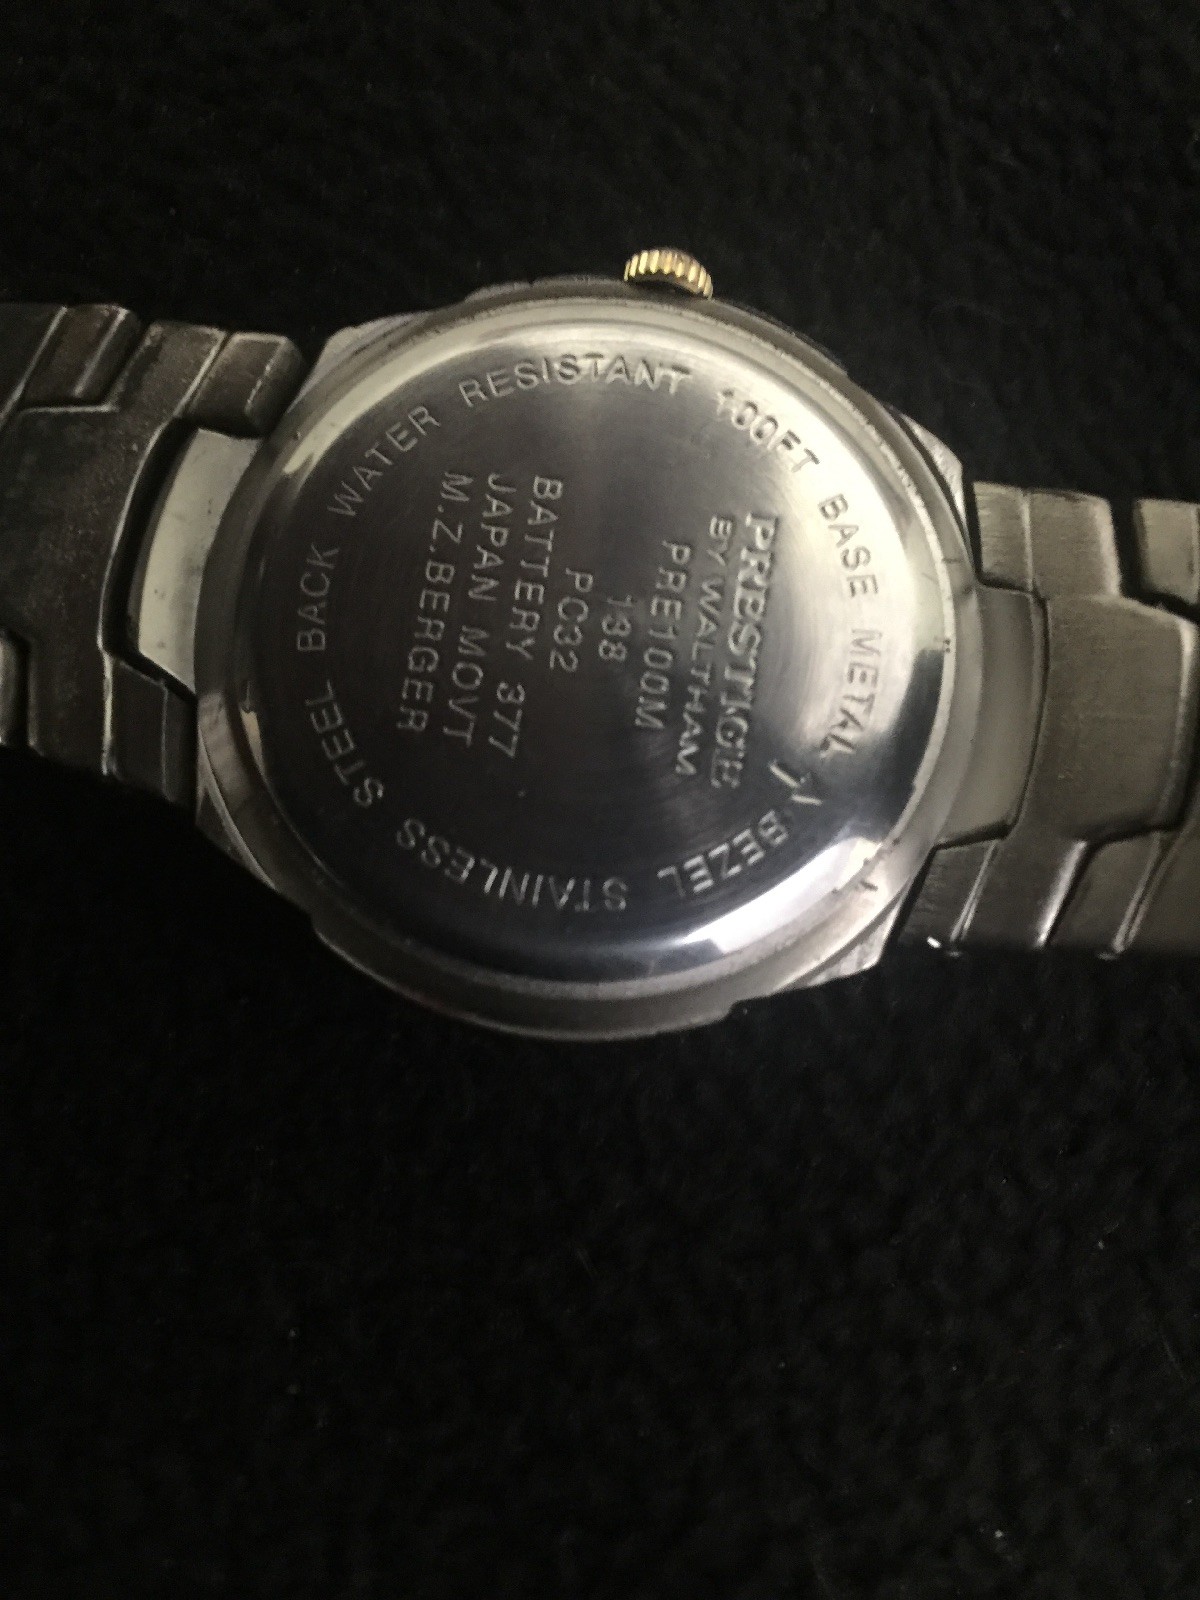 PRESTIGE
BY WALTHAM
PRE100M
138
PC32
BATTERY 377
JAPAN MOVT
M.Z.BERGER
STAINLESS STEEL BACK WATER RESISTANT 100FT BASE METAL BEZEL